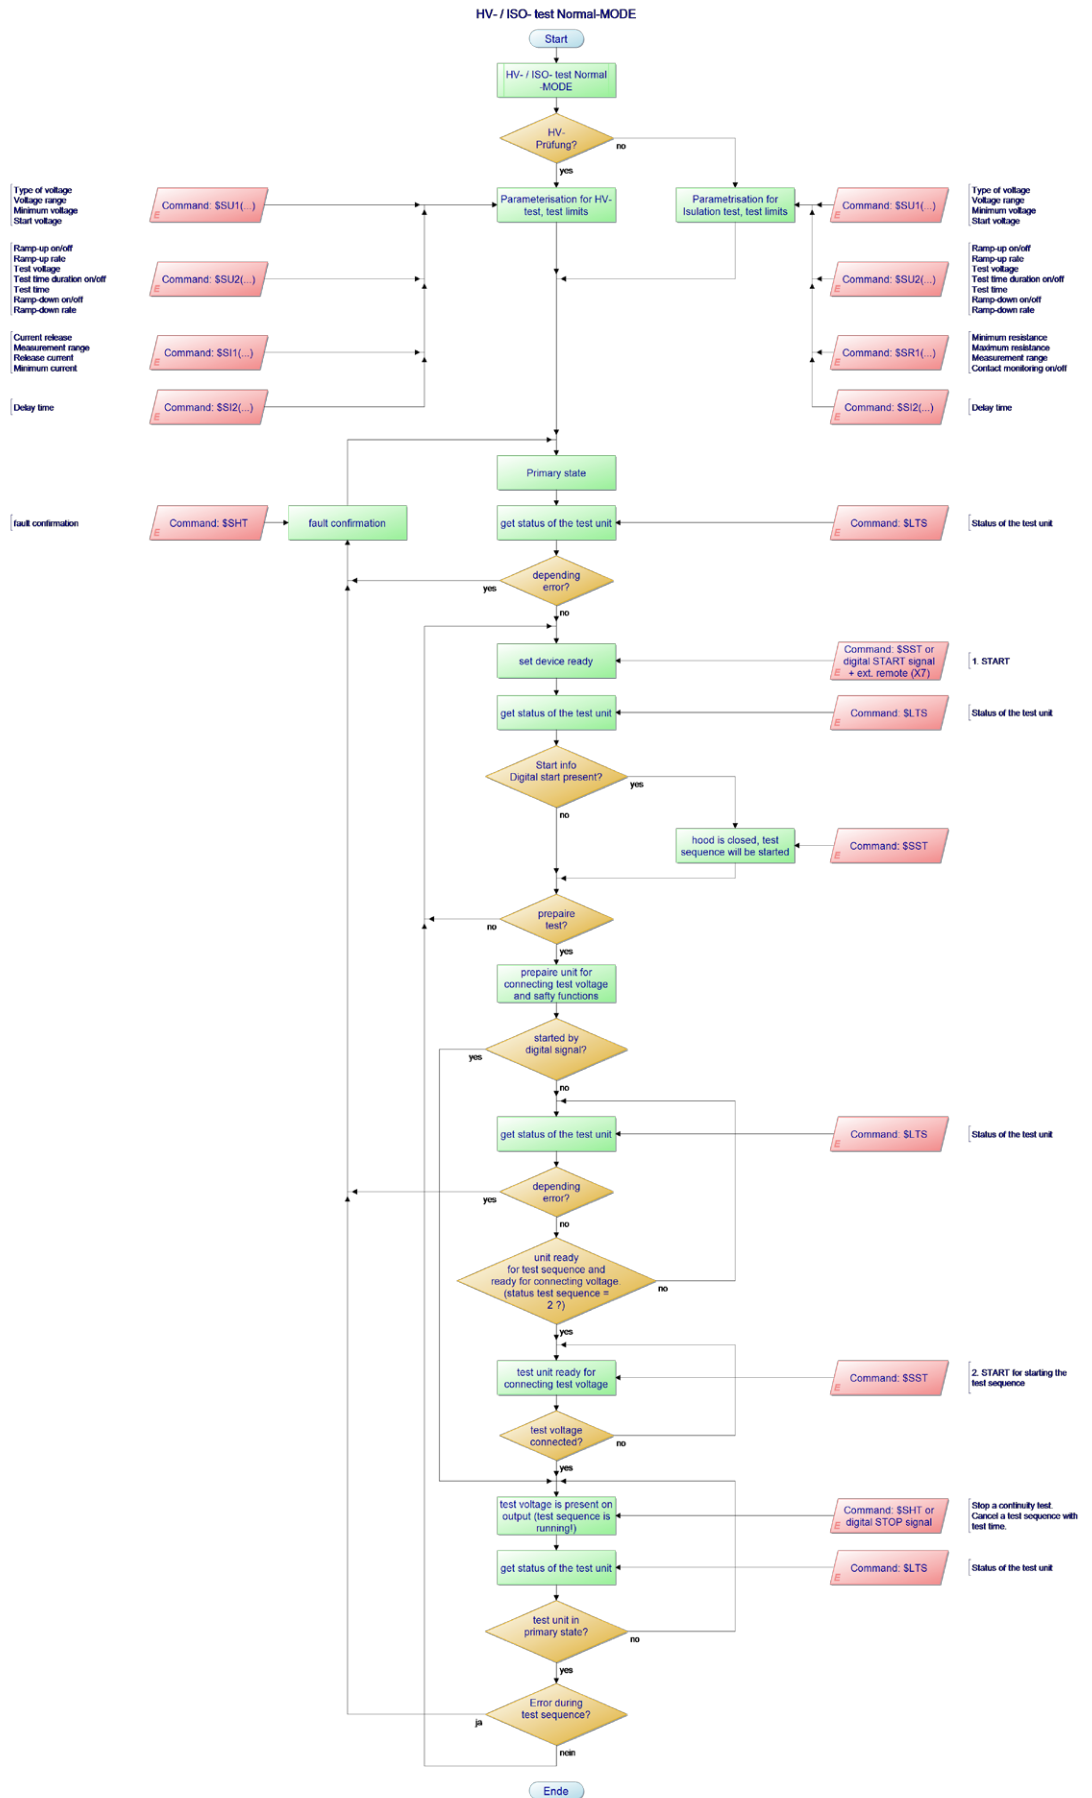 HV- / ISO- test Normal-MODE
Start
HV- / ISO- test Normal
-MODE
HV-
Prüfung?
no
yes
Type of voltage
Voltage range
Minimum voltage
Start voltage
Command: $SU1(...)
E
Parameterisation for HV-
test, test limits
Parametrisation for
Isulation test, test limits
Command: $SU1(...)
E
Type of voltage
Voltage range
Minimum voltage
Start voltage
Ramp-up on/off
Ramp-up rate
Test voltage
Test time duration on/off
Test time
Ramp-down on/off
Ramp-down rate
Command: $SU2(...)
E
Command: $SU2(...)
E
Ramp-up on/off
Ramp-up rate
Test voltage
Test time duration on/off
Test time
Ramp-down on/off
Ramp-down rate
Current release
Measurement range
Release current
Minimum current
Command: $SI1(...)
E
Command: $SR1(...)
E
Minimum resistance
Maximum resistance
Measurement range
Contact monitoring on/off
Delay time
Command: $SI2(...)
E
Command: $SI2(...)
E
Delay time
Primary state
fault confirmation
Command: $SHT
E
fault confirmation
get status of the test unit
Command: $LTS
E
Status of the test unit
depending
error?
yes
no
set device ready
Command: $SST or
digital START signal
+ ext. remote (X7)
E
1. START
get status of the test unit
Command: $LTS
E
Status of the test unit
Start info
Digital start present?
yes
no
hood is closed, test
sequence will be started
Command: $SST
E
prepaire
test?
no
yes
prepaire unit for
connecting test voltage
and safty functions
started by
digital signal?
yes
no
get status of the test unit
Command: $LTS
E
Status of the test unit
depending
error?
yes
no
unit ready
for test sequence and
ready for connecting voltage.
(status test sequence =
2 ?)
no
yes
test unit ready for
connecting test voltage
Command: $SST
E
2. START for starting the
test sequence
test voltage
connected?
no
yes
test voltage is present on
output (test sequence is
running!)
Command: $SHT or
digital STOP signal
E
Stop a continuity test.
Cancel a test sequence with
test time.
get status of the test unit
Command: $LTS
E
Status of the test unit
test unit in
primary state?
no
yes
Error during
test sequence?
ja
nein
Ende